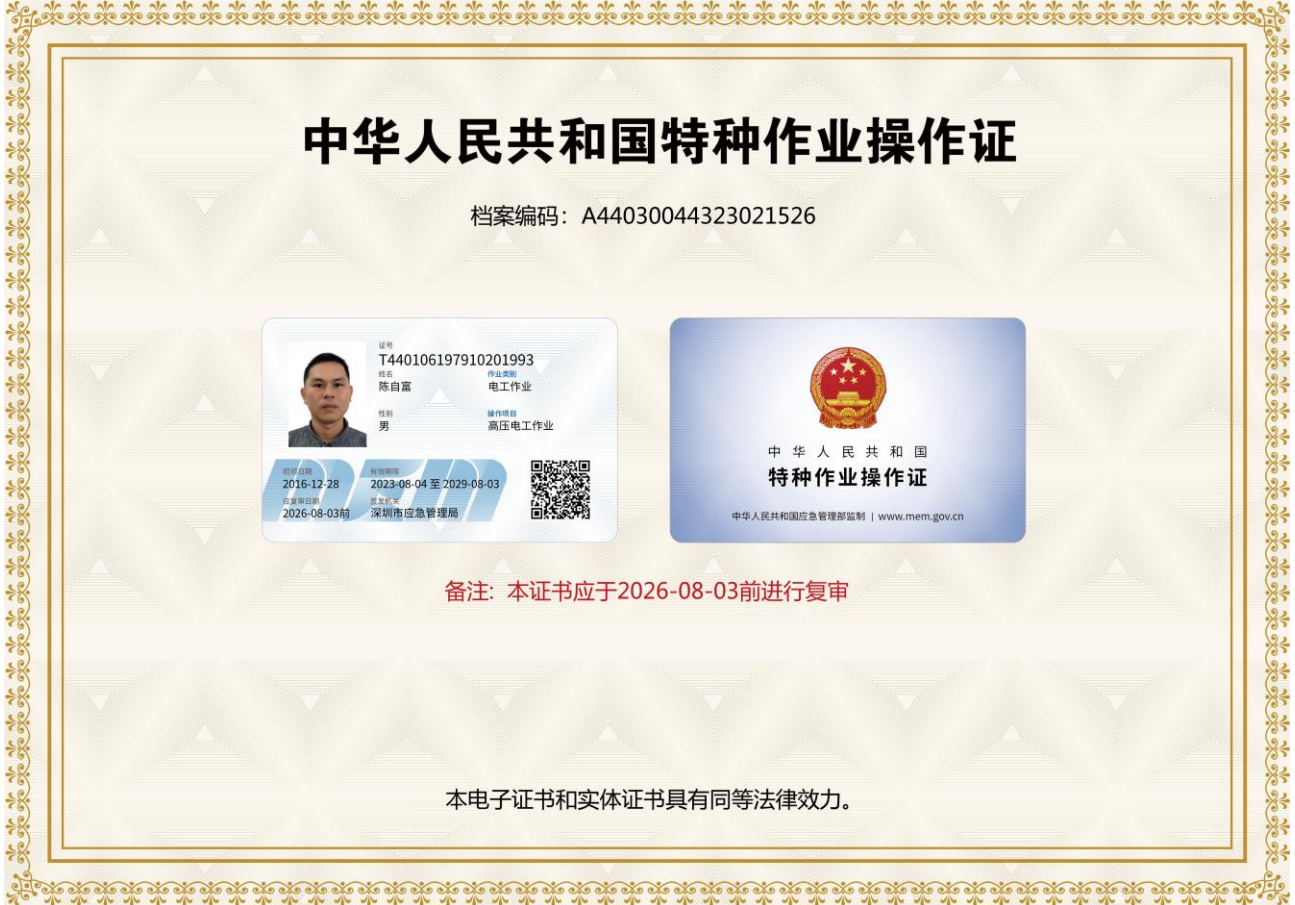 中华人民共和国特种作业操作证
档案编码：A44030044323021526
证号
T440106197910201993
姓名 作业类别
陈自富 电工作业
性别 操作项目
男 高压电工作业
初领日期 有效期限
2016-12-28 2023-08-04 至 2029-08-03
应复审日期 签发机关
2026-08-03前 深圳市应急管理局
中华人民共和国
特种作业操作证
中华人民共和国应急管理部监制 | www.mem.gov.cn
备注: 本证书应于2026-08-03前进行复审
本电子证书和实体证书具有同等法律效力。